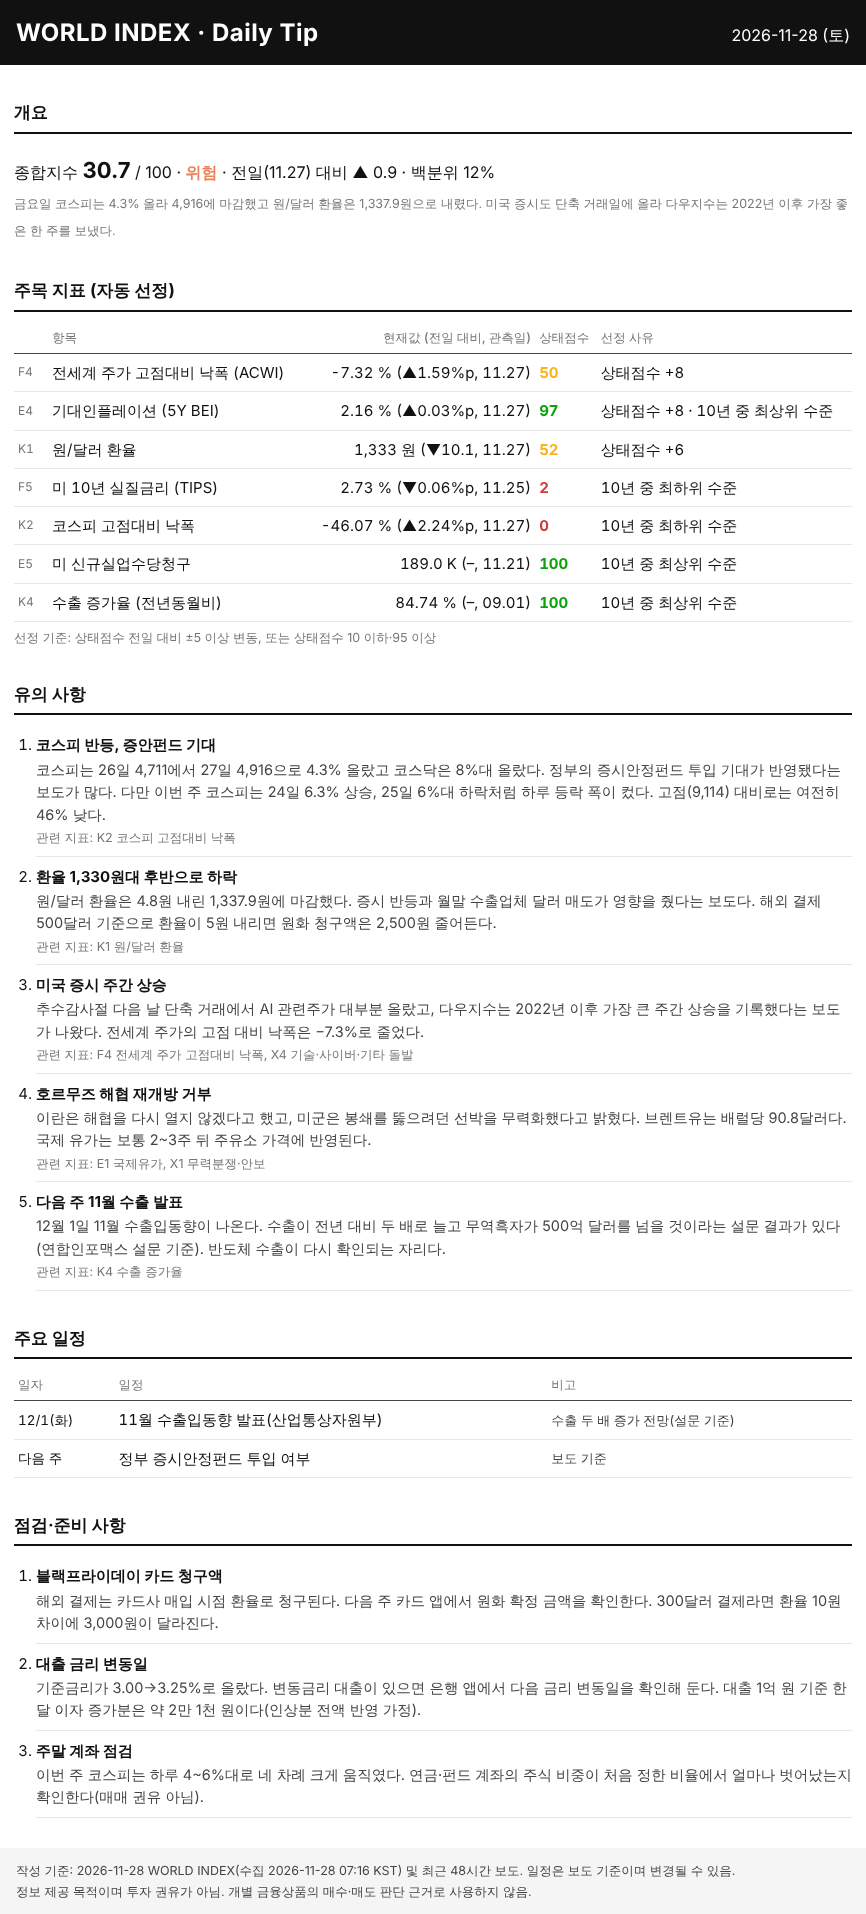 WORLD INDEX · Daily Tip 2026-11-28 (토)
개요
종합지수 30.7 / 100 · 위험 · 전일(11.27) 대비 ▲ 0.9 · 백분위 12%
금요일 코스피는 4.3% 올라 4,916에 마감했고 원/달러 환율은 1,337.9원으로 내렸다. 미국 증시도 단축 거래일에 올라 다우지수는 2022년 이후 가장 좋
은 한 주를 보냈다.
주목 지표 (자동 선정)
항목 현재값 (전일 대비, 관측일) 상태점수 선정 사유
F4 전세계 주가 고점대비 낙폭 (ACWI) -7.32 % (▲1.59%p, 11.27) 50 상태점수 +8
E4 기대인플레이션 (5Y BEI) 2.16 % (▲0.03%p, 11.27) 97 상태점수 +8 · 10년 중 최상위 수준
K1 원/달러 환율 1,333 원 (▼10.1, 11.27) 52 상태점수 +6
F5 미 10년 실질금리 (TIPS) 2.73 % (▼0.06%p, 11.25) 2 10년 중 최하위 수준
K2 코스피 고점대비 낙폭 -46.07 % (▲2.24%p, 11.27) 0 10년 중 최하위 수준
E5 미 신규실업수당청구 189.0 K (–, 11.21) 100 10년 중 최상위 수준
K4 수출 증가율 (전년동월비) 84.74 % (–, 09.01) 100 10년 중 최상위 수준
선정 기준: 상태점수 전일 대비 ±5 이상 변동, 또는 상태점수 10 이하·95 이상
유의 사항
1. 코스피 반등, 증안펀드 기대
코스피는 26일 4,711에서 27일 4,916으로 4.3% 올랐고 코스닥은 8%대 올랐다. 정부의 증시안정펀드 투입 기대가 반영됐다는
보도가 많다. 다만 이번 주 코스피는 24일 6.3% 상승, 25일 6%대 하락처럼 하루 등락 폭이 컸다. 고점(9,114) 대비로는 여전히
46% 낮다.
관련 지표: K2 코스피 고점대비 낙폭
2. 환율 1,330원대 후반으로 하락
원/달러 환율은 4.8원 내린 1,337.9원에 마감했다. 증시 반등과 월말 수출업체 달러 매도가 영향을 줬다는 보도다. 해외 결제
500달러 기준으로 환율이 5원 내리면 원화 청구액은 2,500원 줄어든다.
관련 지표: K1 원/달러 환율
3. 미국 증시 주간 상승
추수감사절 다음 날 단축 거래에서 AI 관련주가 대부분 올랐고, 다우지수는 2022년 이후 가장 큰 주간 상승을 기록했다는 보도
가 나왔다. 전세계 주가의 고점 대비 낙폭은 −7.3%로 줄었다.
관련 지표: F4 전세계 주가 고점대비 낙폭, X4 기술·사이버·기타 돌발
4. 호르무즈 해협 재개방 거부
이란은 해협을 다시 열지 않겠다고 했고, 미군은 봉쇄를 뚫으려던 선박을 무력화했다고 밝혔다. 브렌트유는 배럴당 90.8달러다.
국제 유가는 보통 2~3주 뒤 주유소 가격에 반영된다.
관련 지표: E1 국제유가, X1 무력분쟁·안보
5. 다음 주 11월 수출 발표
12월 1일 11월 수출입동향이 나온다. 수출이 전년 대비 두 배로 늘고 무역흑자가 500억 달러를 넘을 것이라는 설문 결과가 있다
(연합인포맥스 설문 기준). 반도체 수출이 다시 확인되는 자리다.
관련 지표: K4 수출 증가율
주요 일정
일자 일정 비고
12/1(화) 11월 수출입동향 발표(산업통상자원부) 수출 두 배 증가 전망(설문 기준)
다음 주 정부 증시안정펀드 투입 여부 보도 기준
점검·준비 사항
1. 블랙프라이데이 카드 청구액
해외 결제는 카드사 매입 시점 환율로 청구된다. 다음 주 카드 앱에서 원화 확정 금액을 확인한다. 300달러 결제라면 환율 10원
차이에 3,000원이 달라진다.
2. 대출 금리 변동일
기준금리가 3.00→3.25%로 올랐다. 변동금리 대출이 있으면 은행 앱에서 다음 금리 변동일을 확인해 둔다. 대출 1억 원 기준 한
달 이자 증가분은 약 2만 1천 원이다(인상분 전액 반영 가정).
3. 주말 계좌 점검
이번 주 코스피는 하루 4~6%대로 네 차례 크게 움직였다. 연금·펀드 계좌의 주식 비중이 처음 정한 비율에서 얼마나 벗어났는지
확인한다(매매 권유 아님).
작성 기준: 2026-11-28 WORLD INDEX(수집 2026-11-28 07:16 KST) 및 최근 48시간 보도. 일정은 보도 기준이며 변경될 수 있음.
정보 제공 목적이며 투자 권유가 아님. 개별 금융상품의 매수·매도 판단 근거로 사용하지 않음.